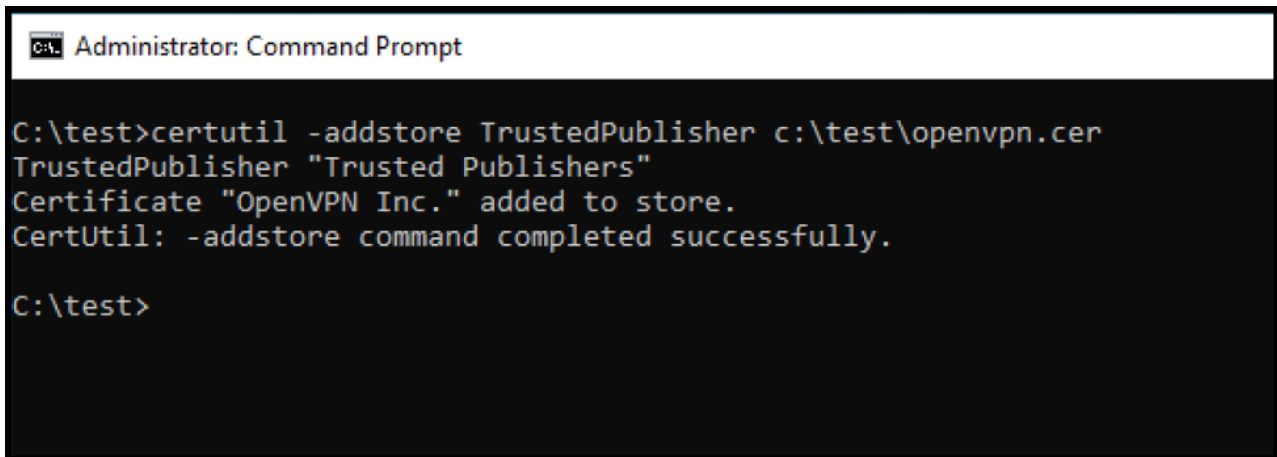 Administrator: Command Prompt
C:\test>certutil -addstore TrustedPublisher c:\test\openvpn.cer
TrustedPublisher "Trusted Publishers"
Certificate "OpenVPN Inc." added to store.
CertUtil: -addstore command completed successfully.
C:\test>